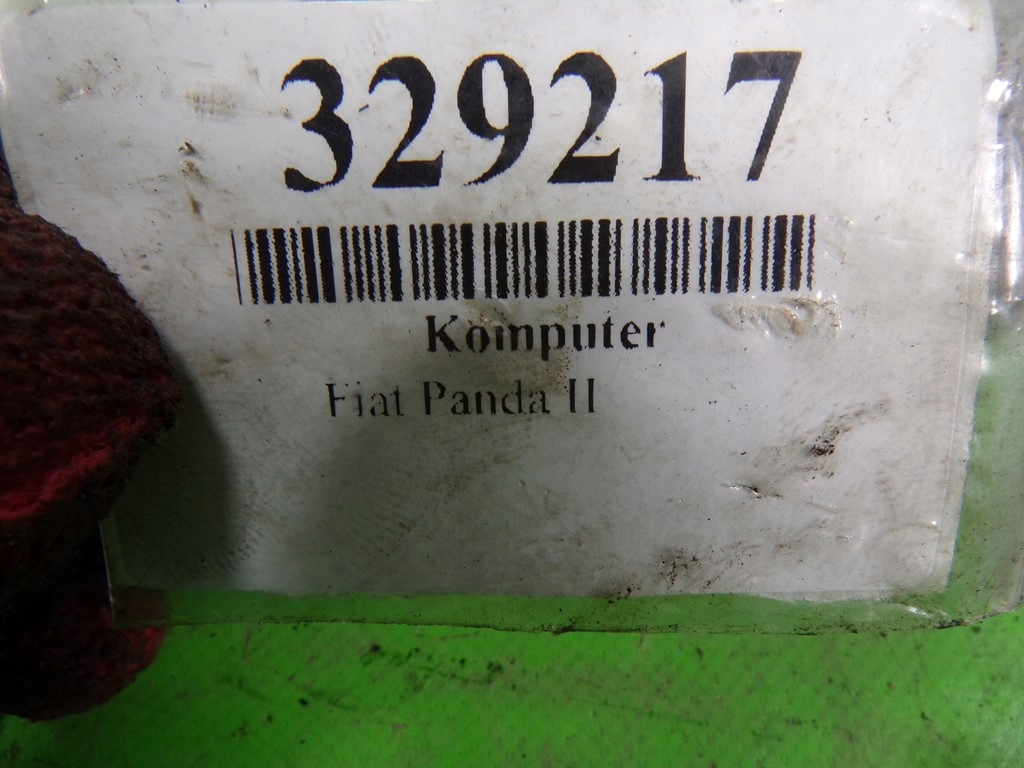 329217
Komputer
Fiat Panda II